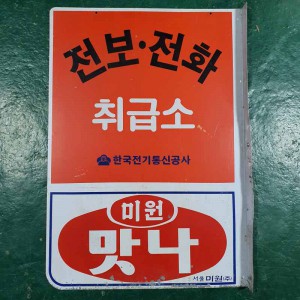 전보·전화
취급소
한국전기통신공사
미원
맛나
서울 미원(주)